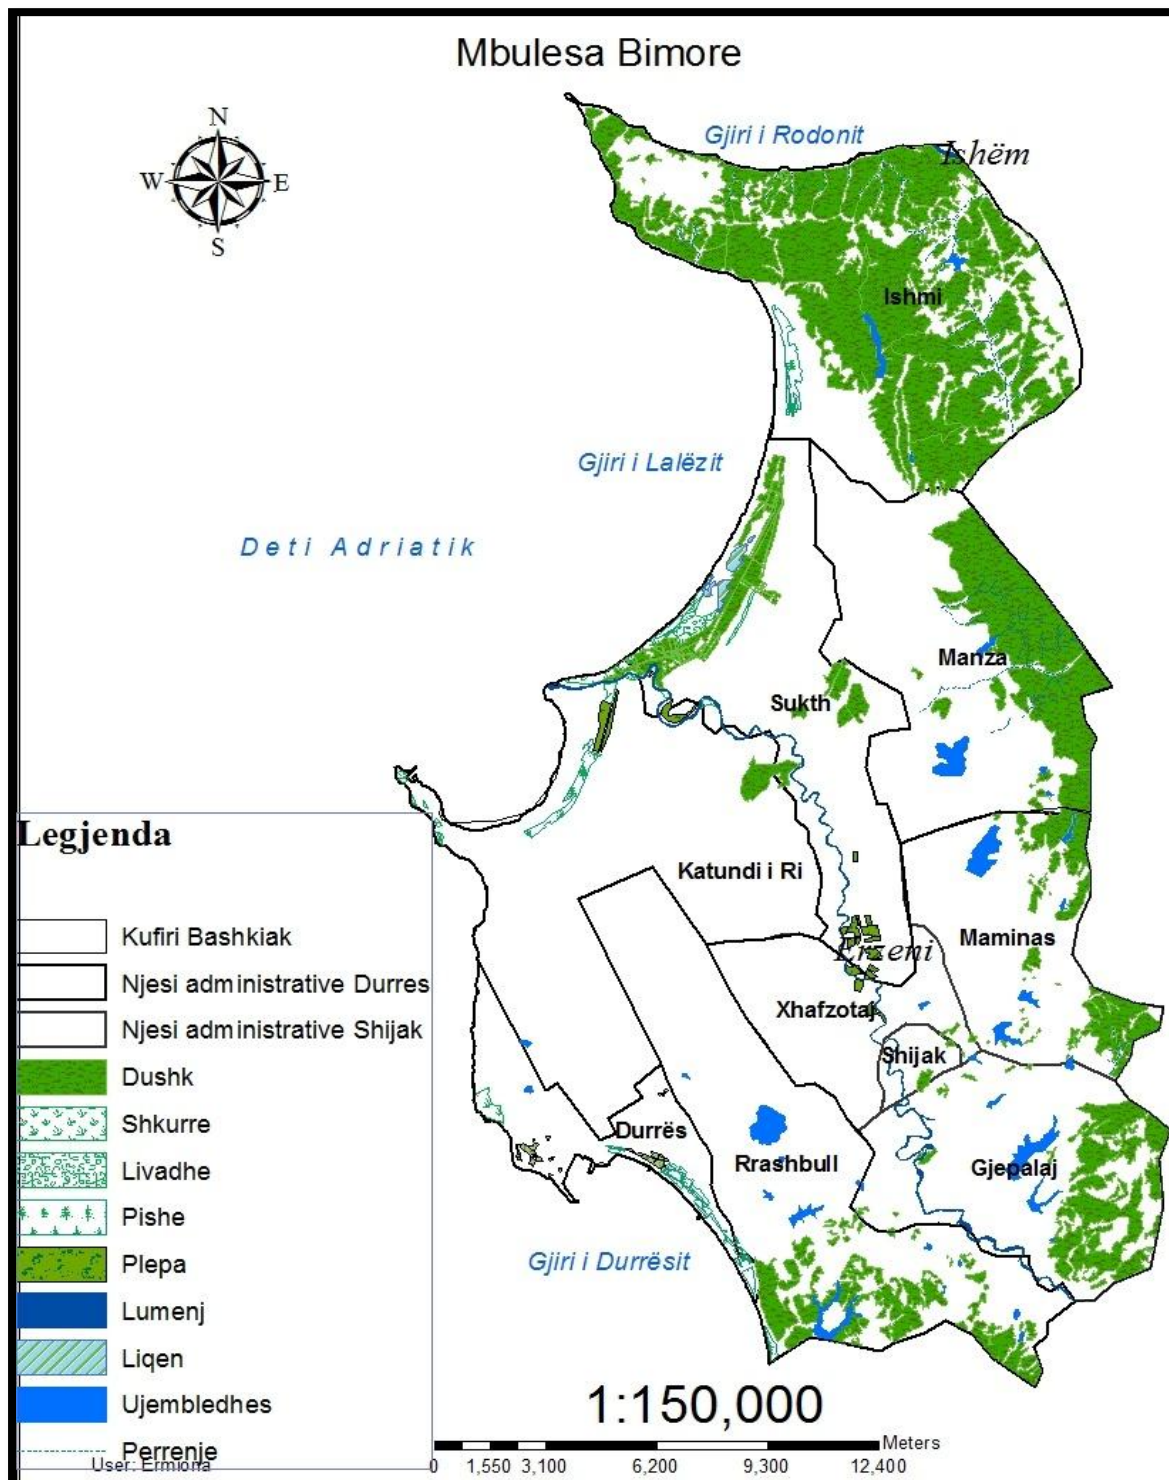 Mbulesa Bimore
N
W
E
S
Gjiri i Rodonit
Ishëm
Ishmi
Gjiri i Lalëzit
Deti Adriatik
Manza
Sukth
Legjenda
Katundi i Ri
Kufiri Bashkiak
Maminas
Erzeni
Njesi administrative Durres
Xhafzotaj
Njesi administrative Shijak
Shijak
Dushk
Shkurre
Durrës
Rrashbull
Gjepalaj
Livadhe
Pishe
Gjiri i Durrësit
Plepa
Lumenj
Liqen
Ujembledhes
1:150,000
Perrenje
Meters
User: Ermiona
0 1,550 3,100 6,200 9,300 12,400